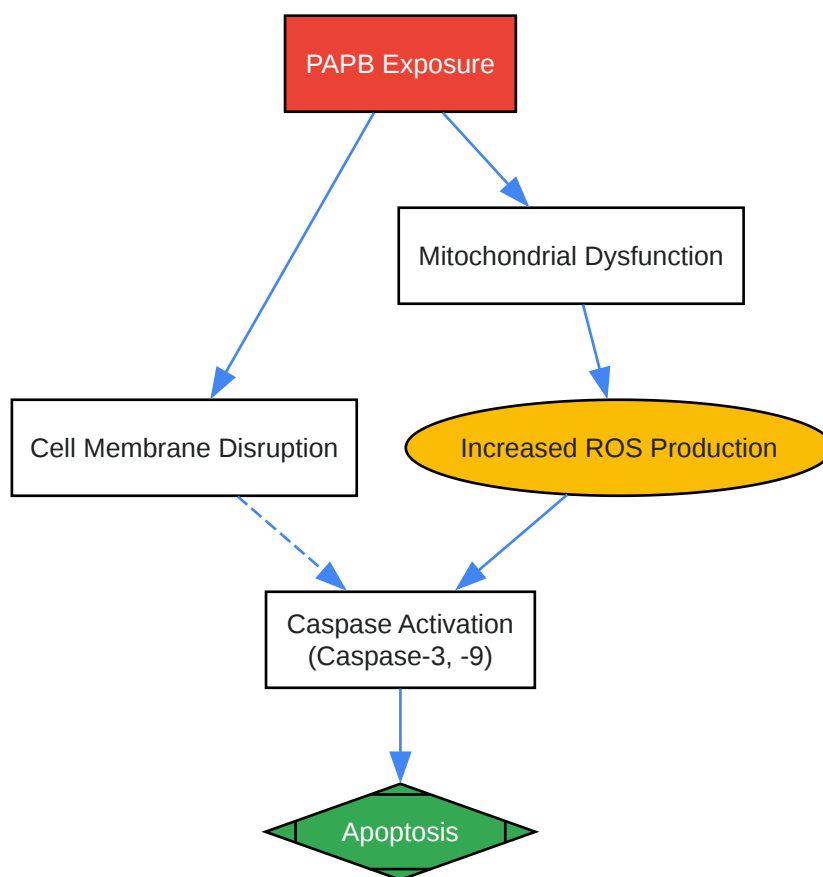 PAPB Exposure
Mitochondrial Dysfunction
Cell Membrane Disruption
Increased ROS Production
Caspase Activation
(Caspase-3, -9)
Apoptosis